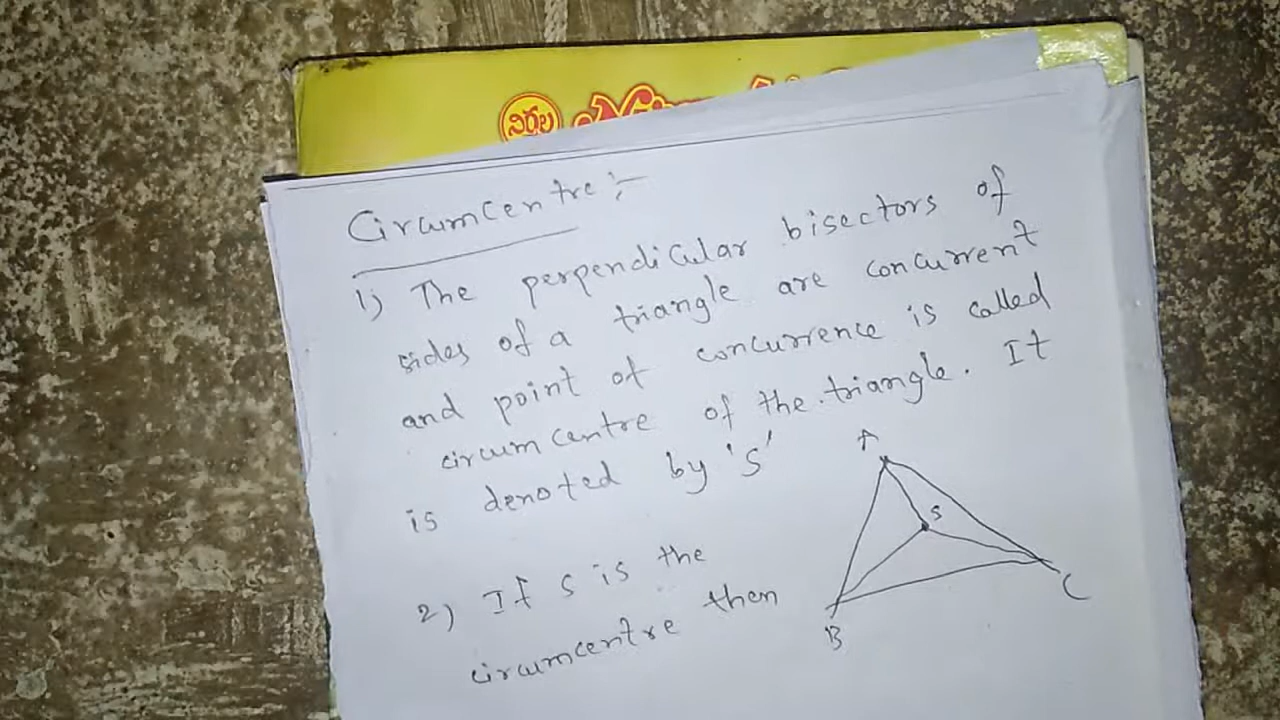 నిర్మల
Circumcentre :-
1) The perpendicular bisectors of
sides of a triangle are concurrent
and point of concurrence is called
circumcentre of the triangle. It
is denoted by 's'
A
S
B
C
2) If S is the
circumcentre then